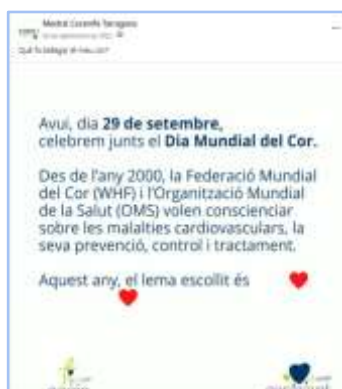 Avui, dia 29 de setembre,
celebrem junts el Dia Mundial del Cor.
Des de l'any 2000, la Federació Mundial
del Cor (WHF) i l'Organització Mundial
de la Salut (OMS) volen conscienciar
sobre les malalties cardiovasculars, la
seva prevenció, control i tractament.
Aquest any, el lema escollit és